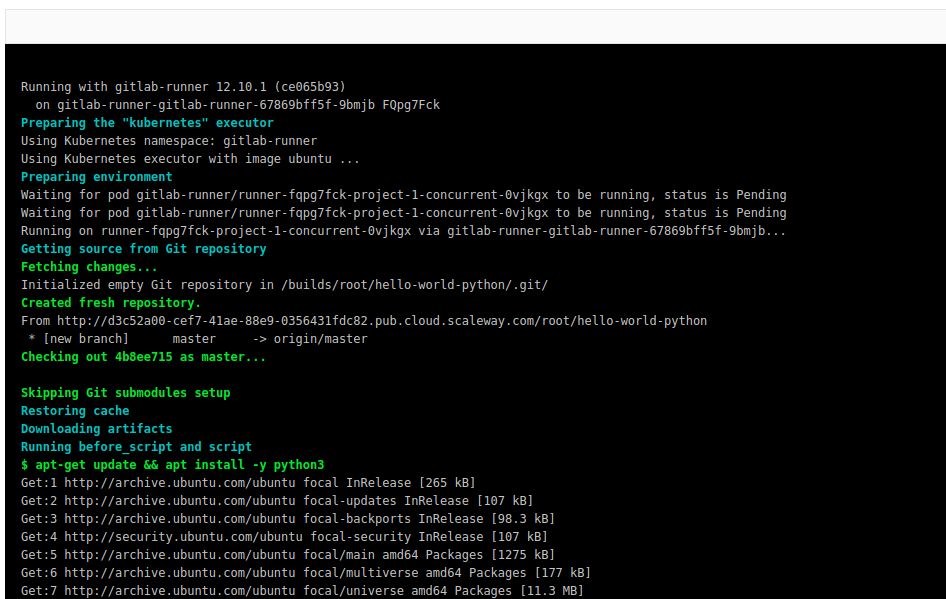 Running with gitlab-runner 12.10.1 (ce065b93)
  on gitlab-runner-gitlab-runner-67869bff5f-9bmjb FQpg7Fck
Preparing the "kubernetes" executor
Using Kubernetes namespace: gitlab-runner
Using Kubernetes executor with image ubuntu ...
Preparing environment
Waiting for pod gitlab-runner/runner-fqpg7fck-project-1-concurrent-0vjkgx to be running, status is Pending
Waiting for pod gitlab-runner/runner-fqpg7fck-project-1-concurrent-0vjkgx to be running, status is Pending
Running on runner-fqpg7fck-project-1-concurrent-0vjkgx via gitlab-runner-gitlab-runner-67869bff5f-9bmjb...
Getting source from Git repository
Fetching changes...
Initialized empty Git repository in /builds/root/hello-world-python/.git/
Created fresh repository.
From http://d3c52a00-cef7-41ae-88e9-0356431fdc82.pub.cloud.scaleway.com/root/hello-world-python
 * [new branch]      master     -> origin/master
Checking out 4b8ee715 as master...
Skipping Git submodules setup
Restoring cache
Downloading artifacts
Running before_script and script
$ apt-get update && apt install -y python3
Get:1 http://archive.ubuntu.com/ubuntu focal InRelease [265 kB]
Get:2 http://archive.ubuntu.com/ubuntu focal-updates InRelease [107 kB]
Get:3 http://archive.ubuntu.com/ubuntu focal-backports InRelease [98.3 kB]
Get:4 http://security.ubuntu.com/ubuntu focal-security InRelease [107 kB]
Get:5 http://archive.ubuntu.com/ubuntu focal/main amd64 Packages [1275 kB]
Get:6 http://archive.ubuntu.com/ubuntu focal/multiverse amd64 Packages [177 kB]
Get:7 http://archive.ubuntu.com/ubuntu focal/universe amd64 Packages [11.3 MB]